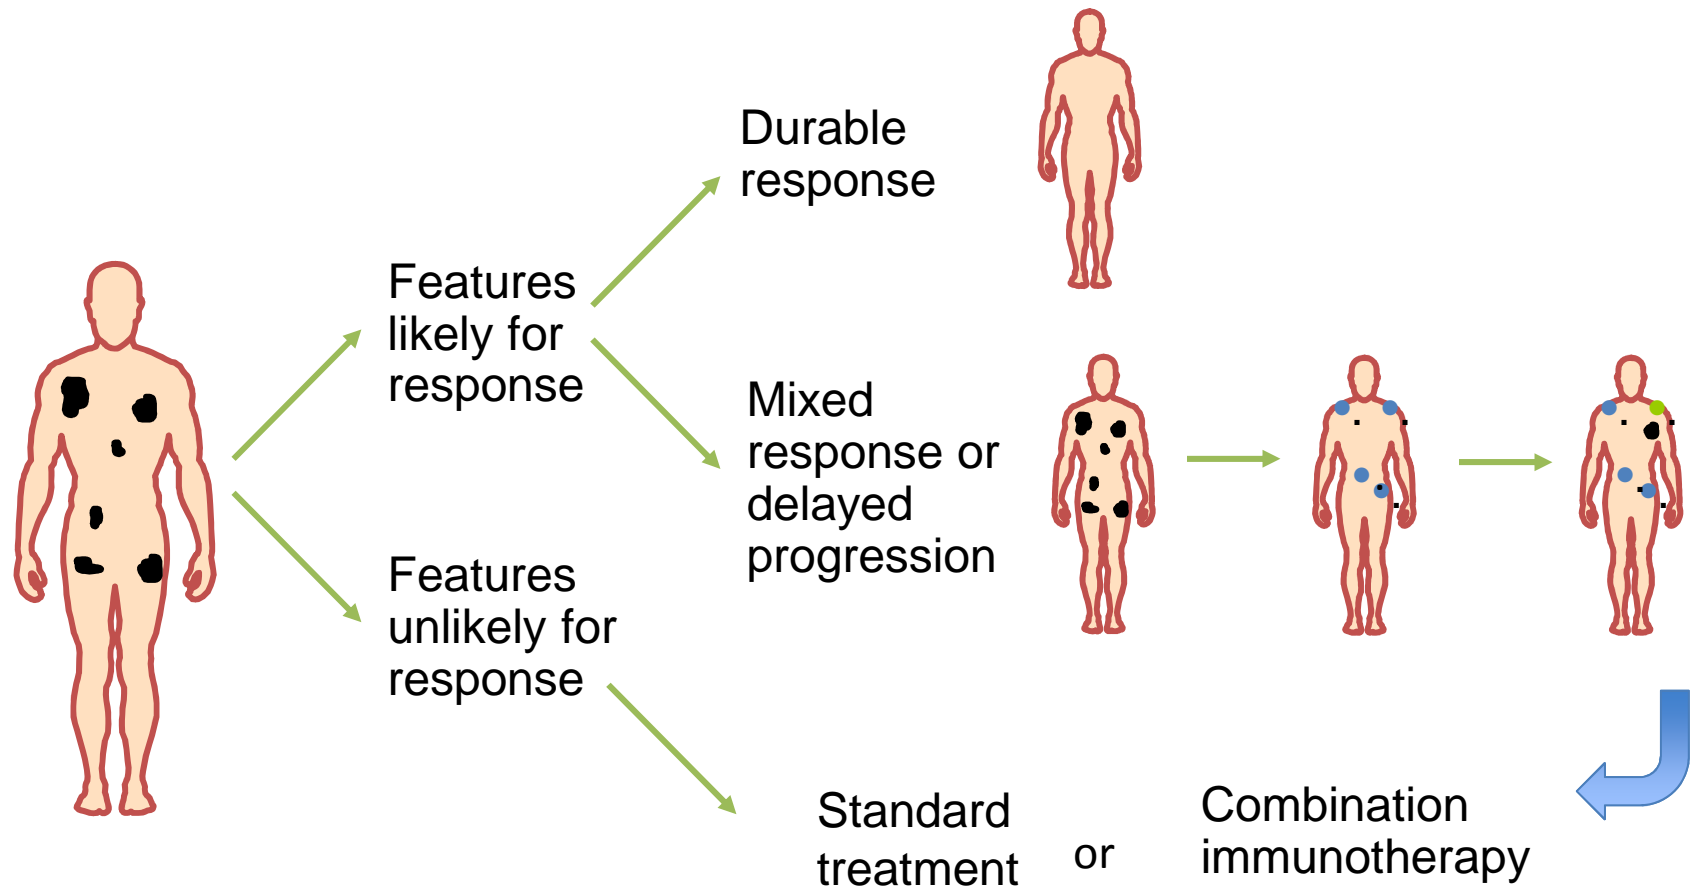 Durable
response
Features
likely for
response
Mixed
response or
delayed
progression
Features
unlikely for
response
Standard
treatment
or
Combination
immunotherapy